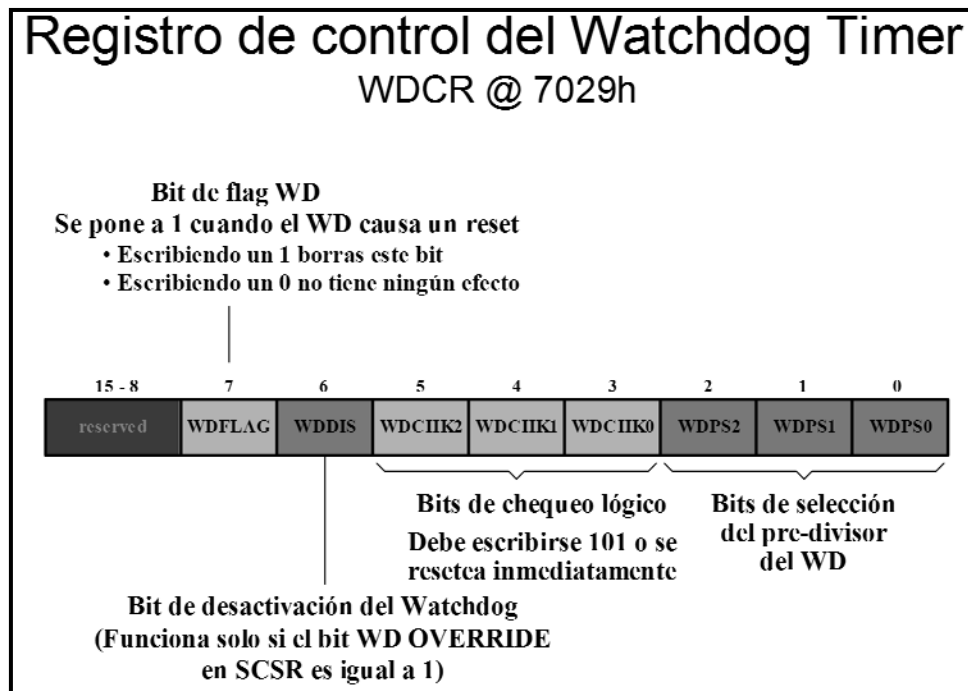 Registro de control del Watchdog Timer
WDCR @ 7029h
Bit de flag WD
Se pone a 1 cuando el WD causa un reset
• Escribiendo un 1 borras este bit
• Escribiendo un 0 no tiene ningún efecto
15 - 8 7 6 5 4 3 2 1 0
reserved WDFLAG WDDIS WDCHK2 WDCHK1 WDCHK0 WDPS2 WDPS1 WDPS0
Bits de chequeo lógico
Debe escribirse 101 o se
resetea inmediatamente
Bits de selección
del pre-divisor
del WD
Bit de desactivación del Watchdog
(Funciona solo si el bit WD OVERRIDE
en SCSR es igual a 1)